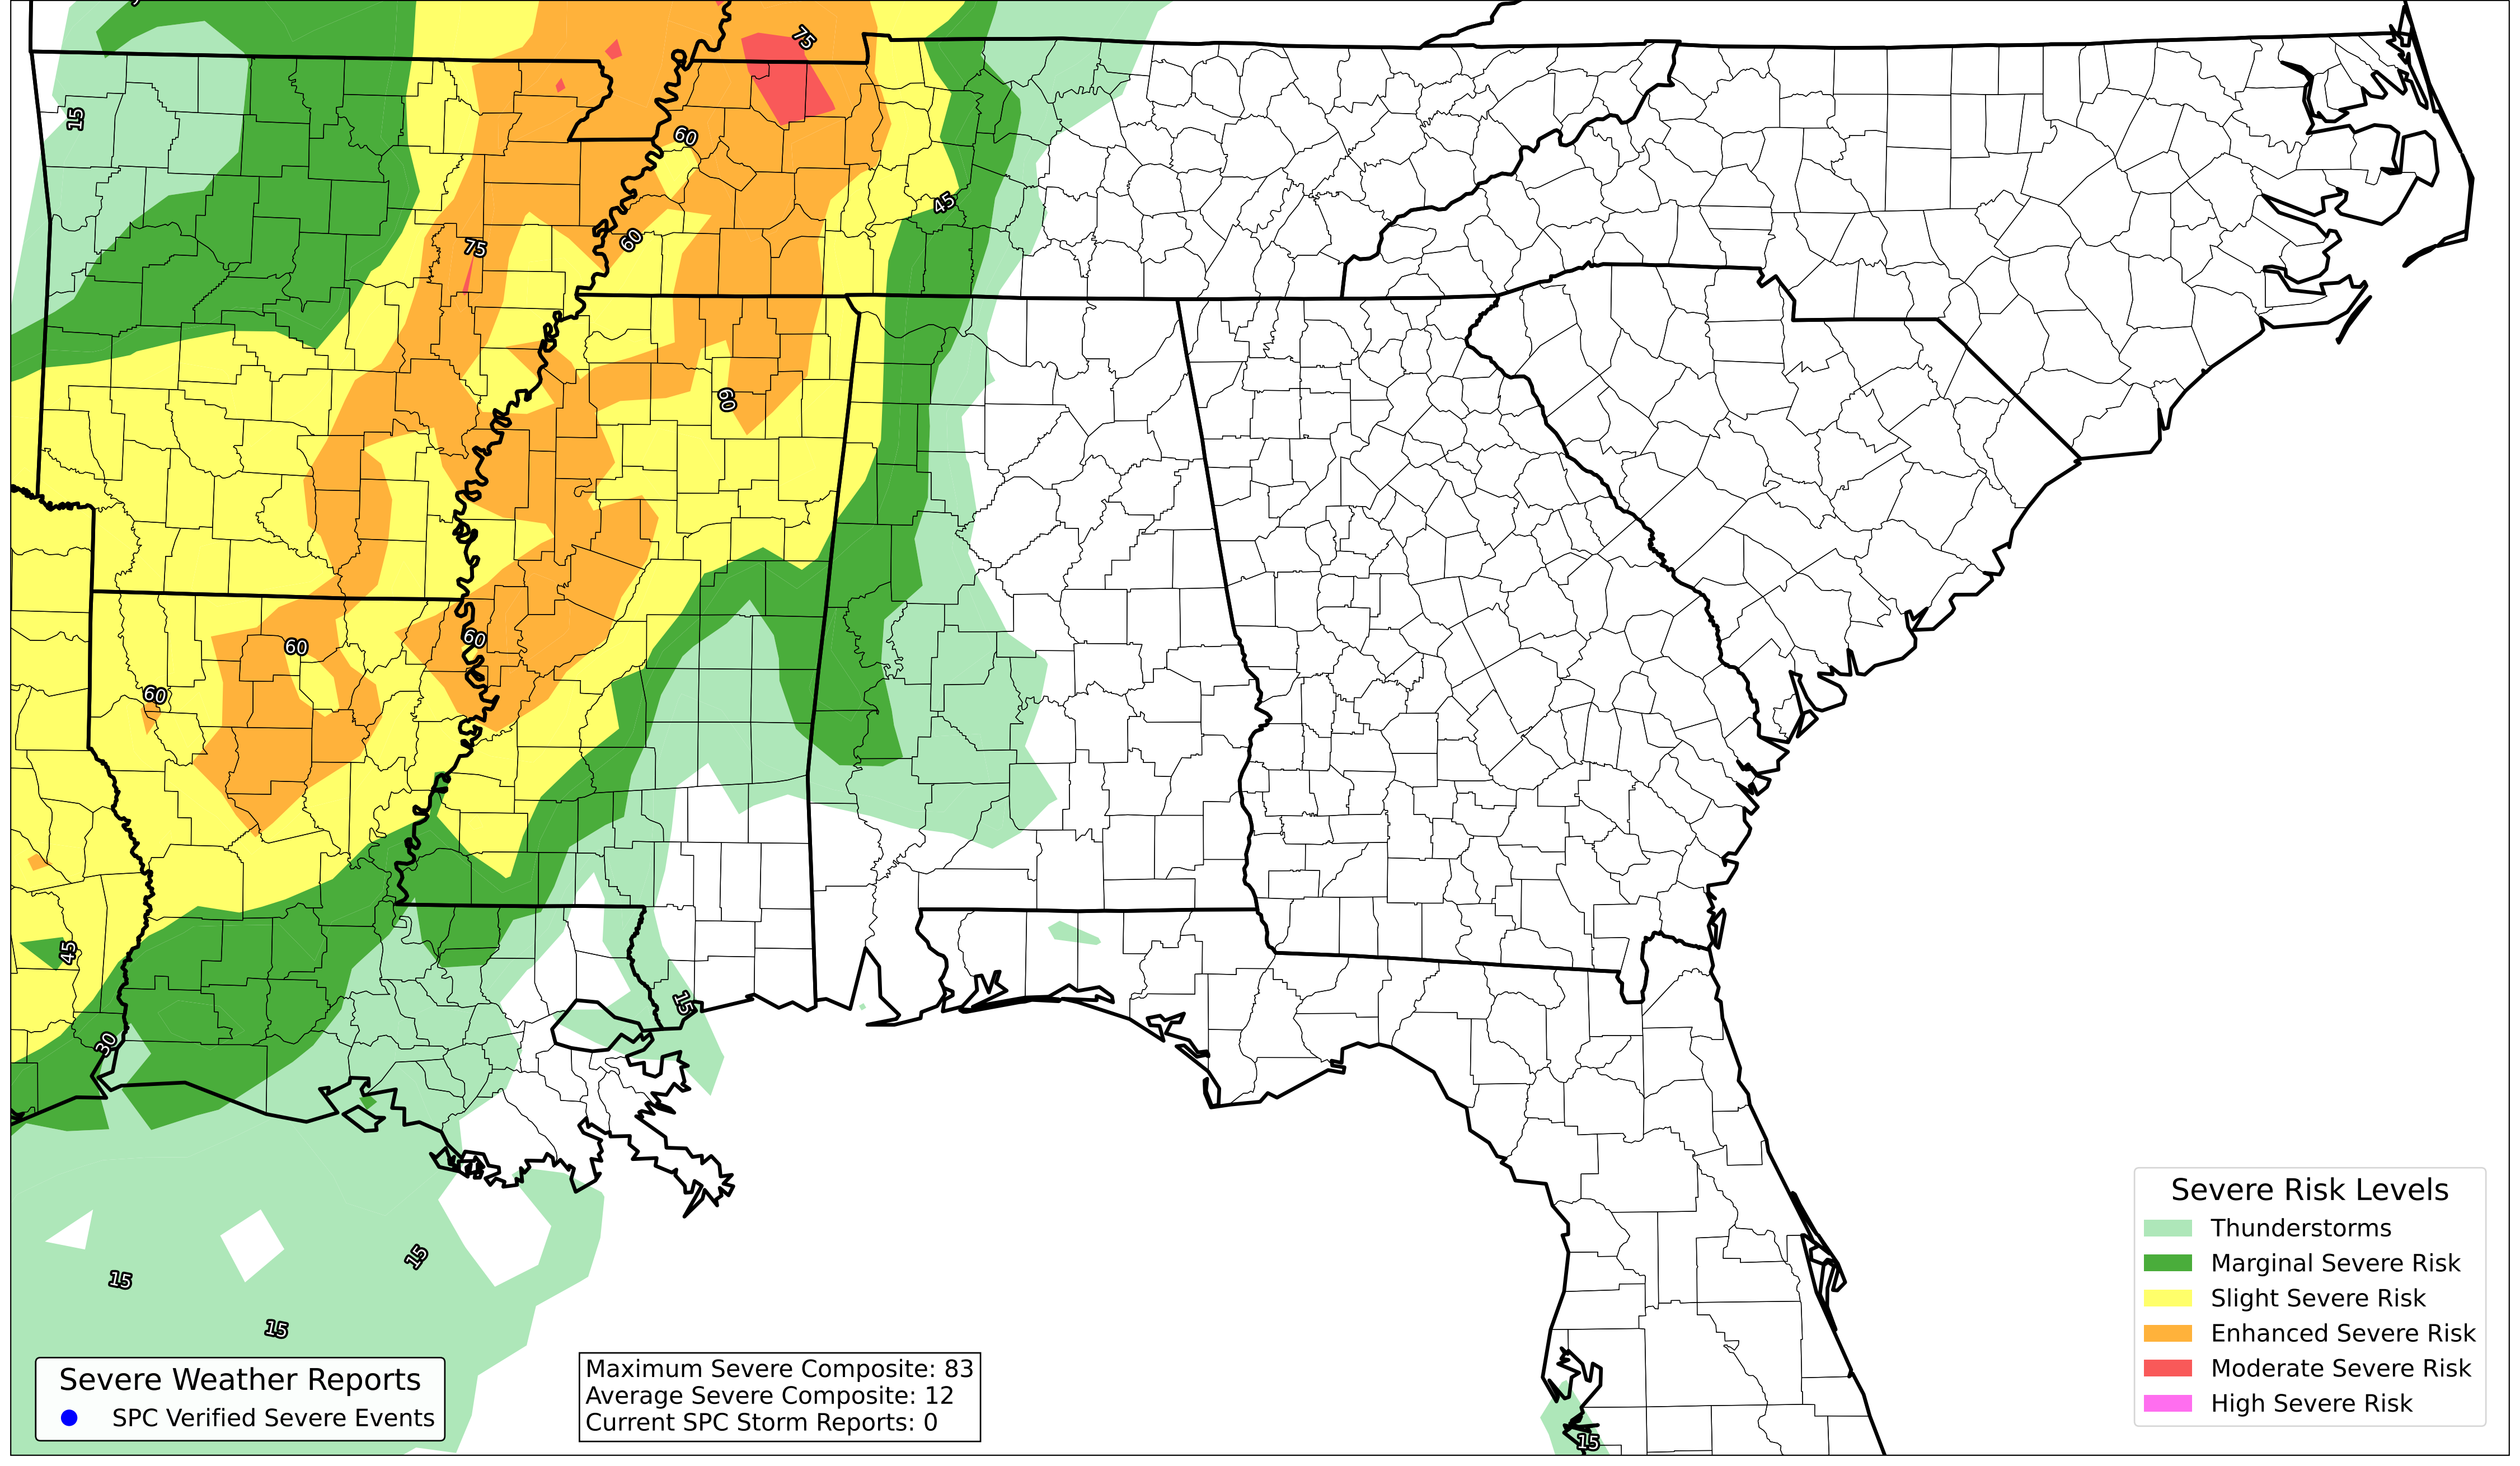 75
15
60
45
60
75
60
60
60
60
45
15
30
15
15
15
15
Severe Risk Levels
Thunderstorms
Marginal Severe Risk
Slight Severe Risk
Enhanced Severe Risk
Moderate Severe Risk
High Severe Risk
Severe Weather Reports
SPC Verified Severe Events
Maximum Severe Composite: 83
Average Severe Composite: 12
Current SPC Storm Reports: 0